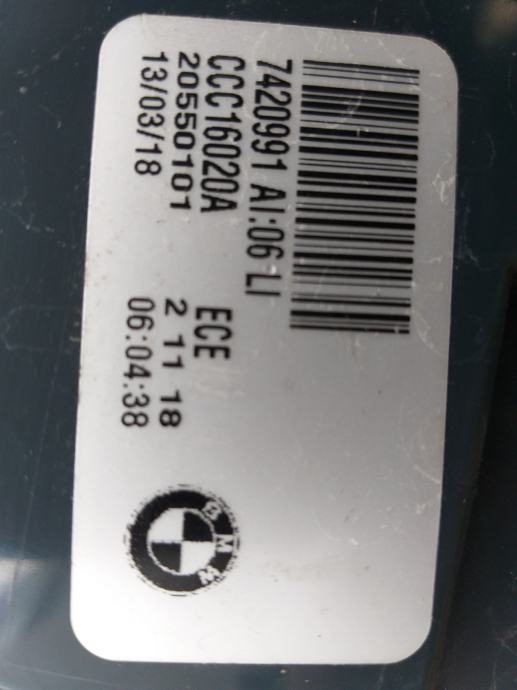 7420991 AI:06 LI
CCC16020A ECE
20550101 2 11 18
13/03/18 06:04:38
BMW